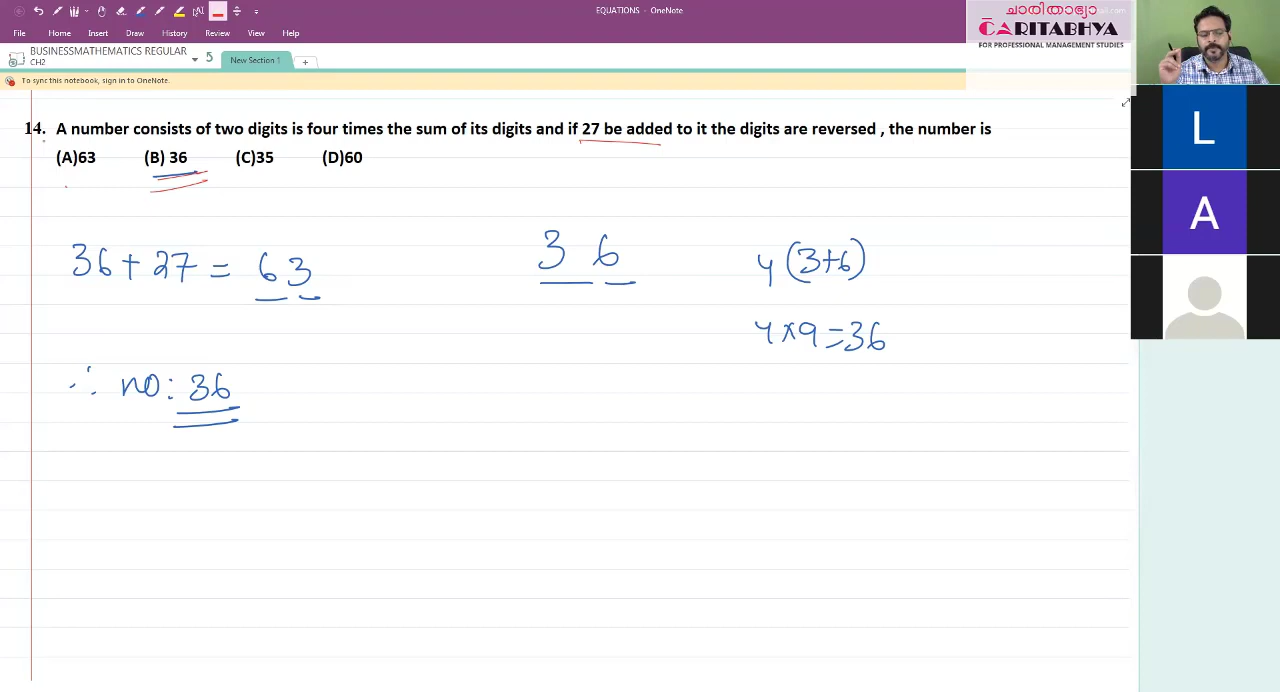 EQUATIONS - OneNote
File Home Insert Draw History Review View Help
BUSINESSMATHEMATICS REGULAR
CH2
New Section 1
To sync this notebook, sign in to OneNote.
ചാരിതാഭ്യാ
CARITABHYA
FOR PROFESSIONAL MANAGEMENT STUDIES
14. A number consists of two digits is four times the sum of its digits and if 27 be added to it the digits are reversed , the number is
(A)63 (B) 36 (C)35 (D)60
36 + 27 = 63 3 6 4 (3+6)
4 x 9 = 36
∴ no: 36
L
A